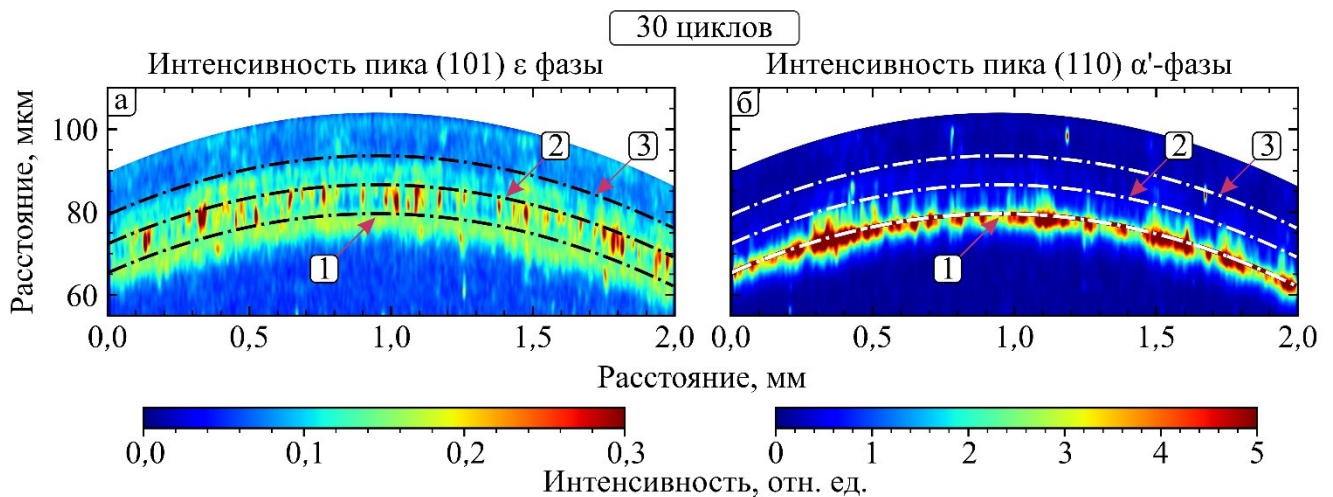 30 циклов
Интенсивность пика (101) ε фазы
Интенсивность пика (110) α'-фазы
Расстояние, мкм
100
80
60
а
2
3
1
0,0 0,5 1,0 1,5 2,0
б
2
3
1
0,0 0,5 1,0 1,5 2,0
Расстояние, мм
0,0 0,1 0,2 0,3
0 1 2 3 4 5
Интенсивность, отн. ед.